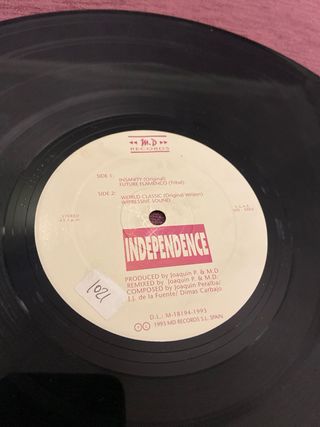 M.D
RECORDS
SIDE 1: INSANITY (Original)
FUTURE FLAMENCO (Tribal)
SIDE 2: WORLD CLASSIC (Original Version)
IMPRESSIVE SOUND
STEREO
45 r.p.m.
S.G.A.E.
INDEPENDENCE
PRODUCED by Joaquin P. & M.D
REMIXED by Joaquin P. & M.D.
COMPOSED by Joaquin Peralba/
J.J. de la Fuente/ Dimas Carbajo
1021
D.L.: M-18194-1993
1993 MD RECORDS S.L. SPAIN